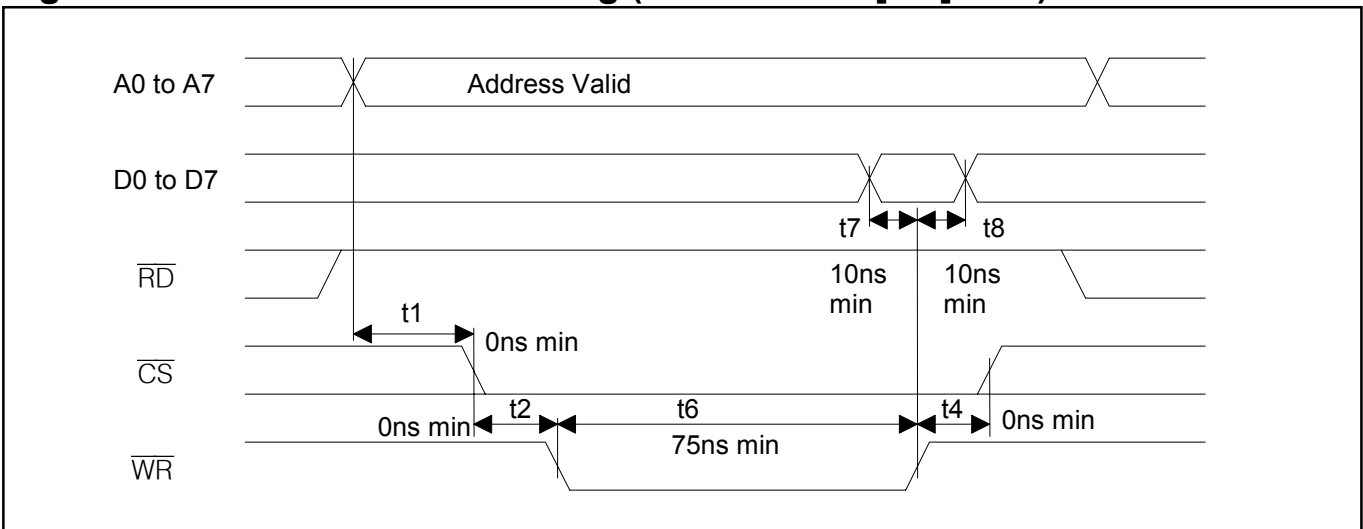 A0 to A7
Address Valid
D0 to D7
t7
t8
RD
10ns
min
10ns
min
t1
0ns min
CS
t2
t6
t4
0ns min
0ns min
75ns min
WR